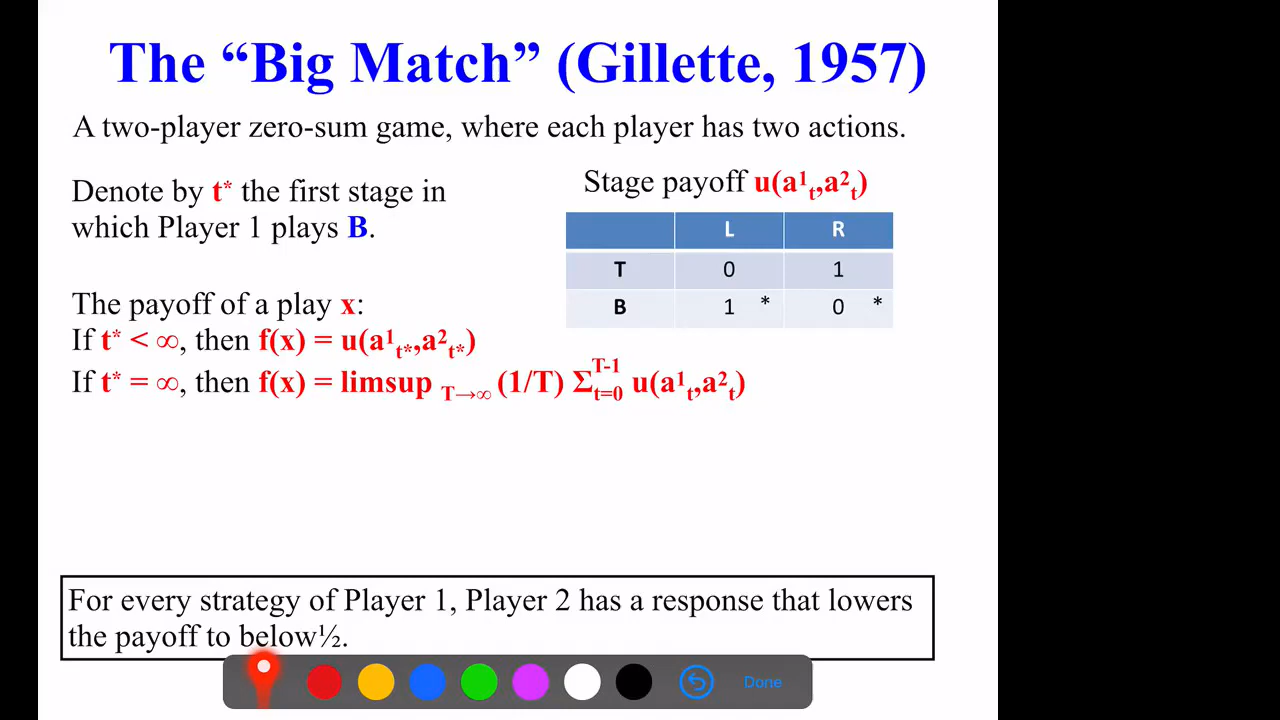 The “Big Match” (Gillette, 1957)
A two-player zero-sum game, where each player has two actions.
Denote by t* the first stage in
which Player 1 plays B.
Stage payoff u(a¹ₜ,a²ₜ)
L R
T 0 1
B 1 * 0 *
The payoff of a play x:
If t* < ∞, then f(x) = u(a¹ₜ*,a²ₜ*)
If t* = ∞, then f(x) = limsup T→∞ (1/T) Σ T-1 t=0 u(a¹ₜ,a²ₜ)
For every strategy of Player 1, Player 2 has a response that lowers
the payoff to below½.
Done